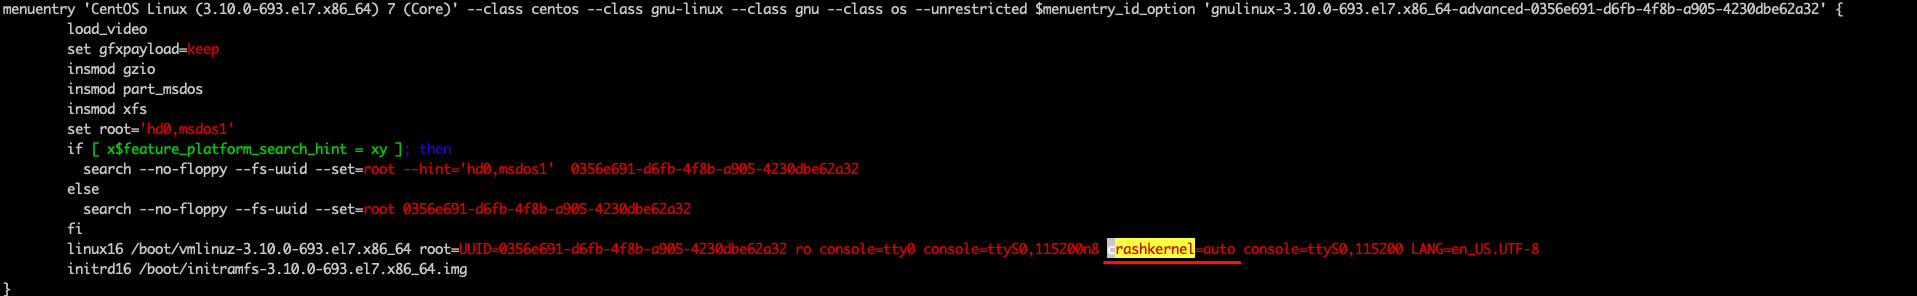 menuentry 'CentOS Linux (3.10.0-693.el7.x86_64) 7 (Core)' --class centos --class gnu-linux --class gnu --class os --unrestricted $menuentry_id_option 'gnulinux-3.10.0-693.el7.x86_64-advanced-0356e691-d6fb-4f8b-a905-4230dbe62a32' {
        load_video
        set gfxpayload=keep
        insmod gzio
        insmod part_msdos
        insmod xfs
        set root='hd0,msdos1'
        if [ x$feature_platform_search_hint = xy ]; then
          search --no-floppy --fs-uuid --set=root --hint='hd0,msdos1'  0356e691-d6fb-4f8b-a905-4230dbe62a32
        else
          search --no-floppy --fs-uuid --set=root 0356e691-d6fb-4f8b-a905-4230dbe62a32
        fi
        linux16 /boot/vmlinuz-3.10.0-693.el7.x86_64 root=UUID=0356e691-d6fb-4f8b-a905-4230dbe62a32 ro console=tty0 console=ttyS0,115200n8 crashkernel=auto console=ttyS0,115200 LANG=en_US.UTF-8
        initrd16 /boot/initramfs-3.10.0-693.el7.x86_64.img
}